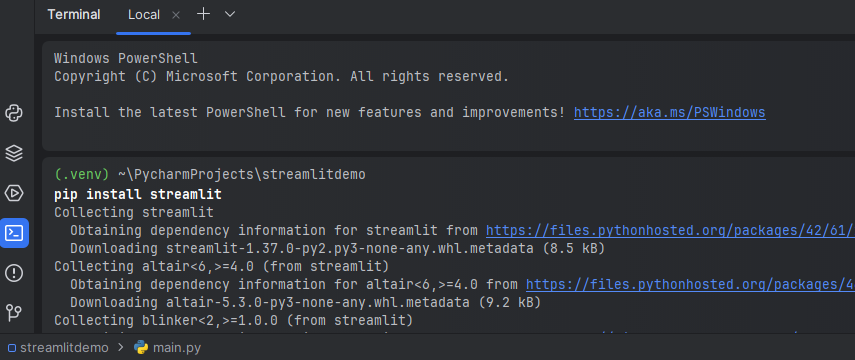 Terminal Local
Windows PowerShell
Copyright (C) Microsoft Corporation. All rights reserved.
Install the latest PowerShell for new features and improvements! https://aka.ms/PSWindows
(.venv) ~\PycharmProjects\streamlitdemo
pip install streamlit
Collecting streamlit
Obtaining dependency information for streamlit from https://files.pythonhosted.org/packages/42/61/
Downloading streamlit-1.37.0-py2.py3-none-any.whl.metadata (8.5 kB)
Collecting altair<6,>=4.0 (from streamlit)
Obtaining dependency information for altair<6,>=4.0 from https://files.pythonhosted.org/packages/4
Downloading altair-5.3.0-py3-none-any.whl.metadata (9.2 kB)
Collecting blinker<2,>=1.0.0 (from streamlit)
streamlitdemo > main.py